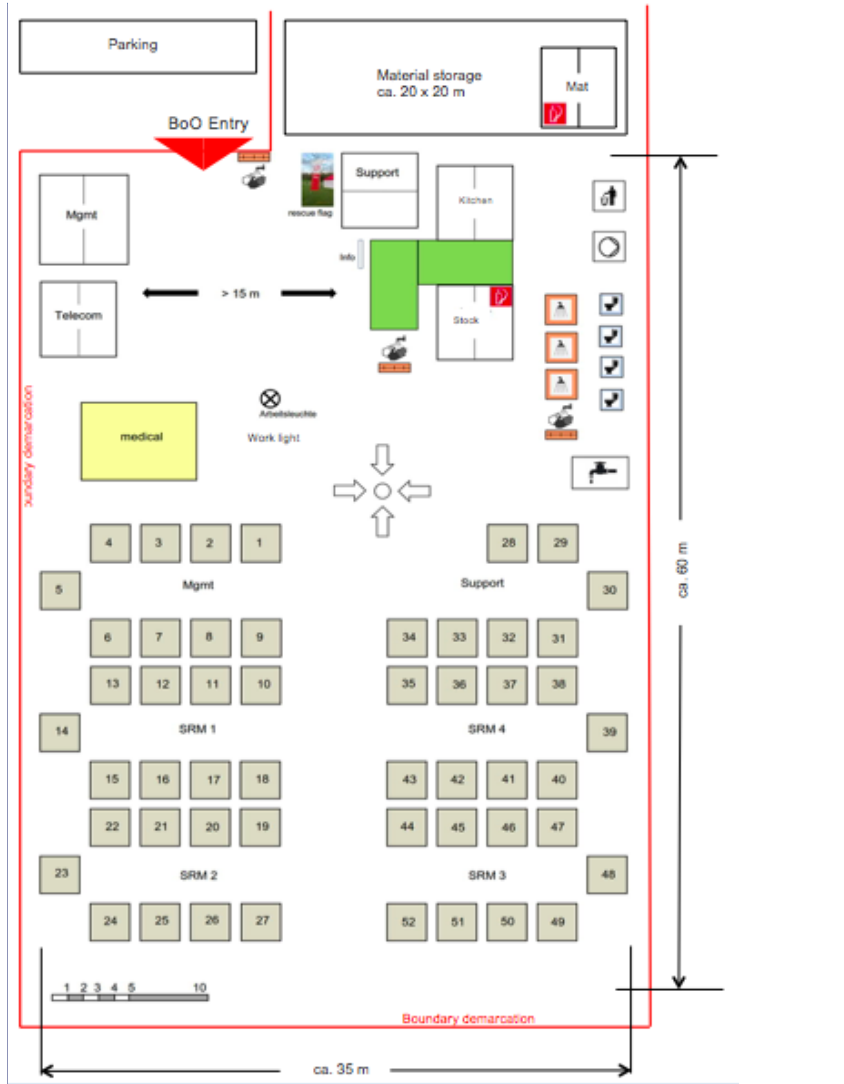 Parking
Material storage
ca. 20 x 20 m
Mat
BoO Entry
Support
rescue flag
Kitchen
Mgmt
Info
> 15 m
Telecom
Stock
Boundary demarcation
medical
Arbeitsleuchte
Work light
4 3 2 1
28 29
5
Mgmt
Support
30
6 7 8 9
34 33 32 31
13 12 11 10
35 36 37 38
14
SRM 1
SRM 4
39
15 16 17 18
43 42 41 40
22 21 20 19
44 45 46 47
23
SRM 2
SRM 3
48
24 25 26 27
52 51 50 49
1 2 3 4 5 10
Boundary demarcation
ca. 35 m
ca. 60 m